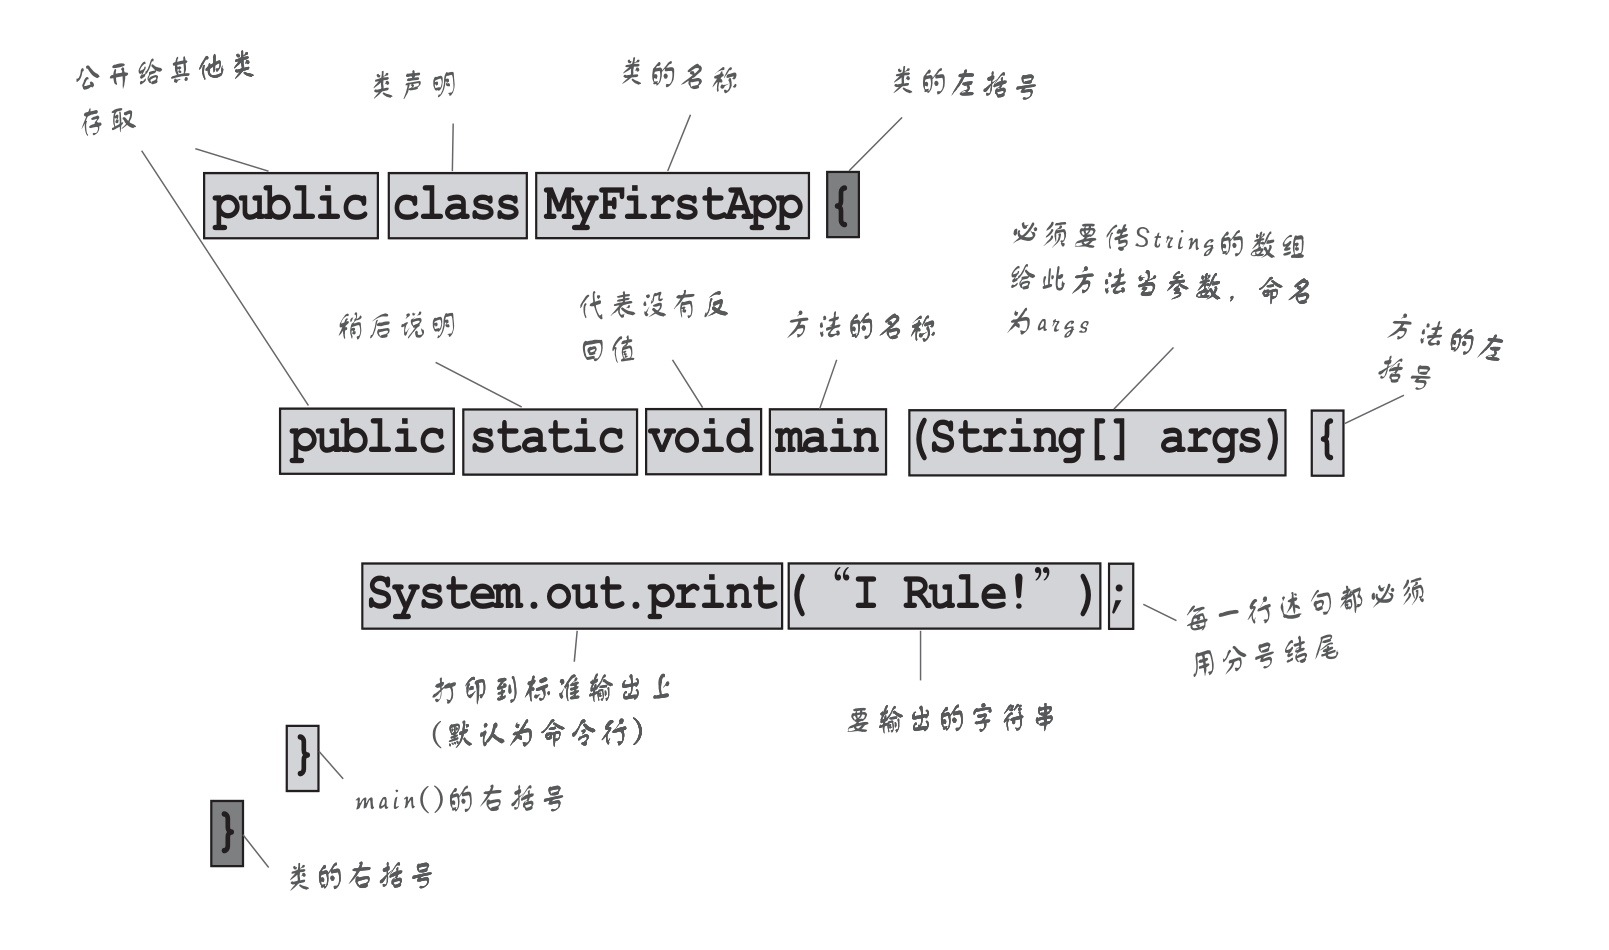 公开给其他类
存取
类声明
类的名称
类的左括号
public class MyFirstApp {
必须要传String的数组
给此方法当参数，命名
为args
稍后说明
代表没有反
回值
方法的名称
方法的左
括号
public static void main (String[] args) {
System.out.print( “I Rule!” );
每一行述句都必须
用分号结尾
打印到标准输出上
(默认为命令行)
要输出的字符串
}
main()的右括号
}
类的右括号